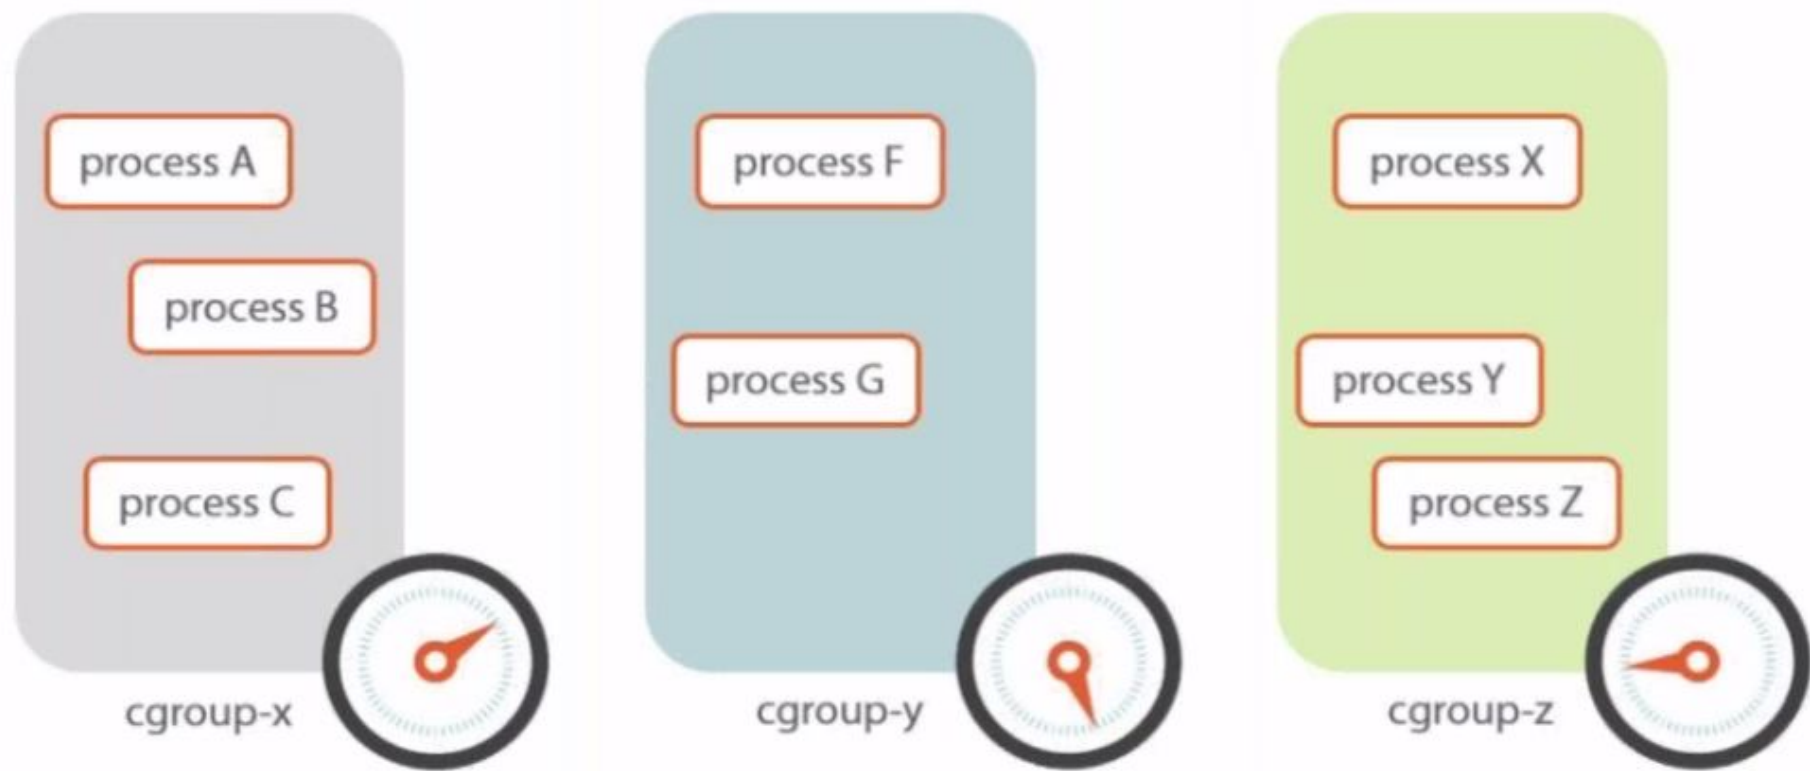 process A
process B
process C
cgroup-x
process F
process G
cgroup-y
process X
process Y
process Z
cgroup-z